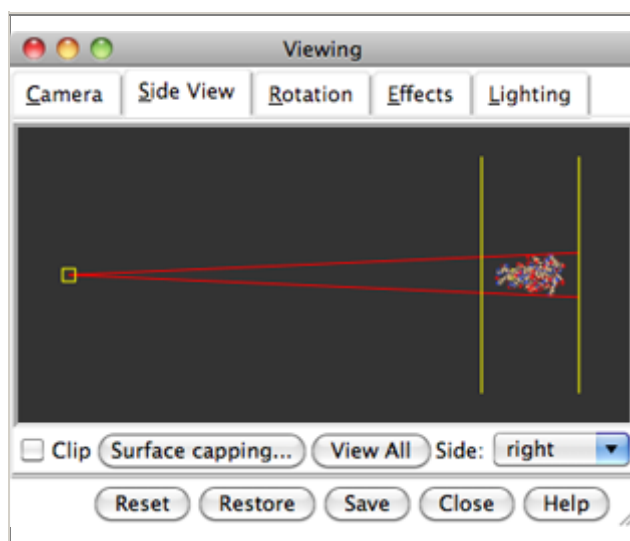 Viewing
Camera Side View Rotation Effects Lighting
Clip Surface capping... View All Side: right
Reset Restore Save Close Help